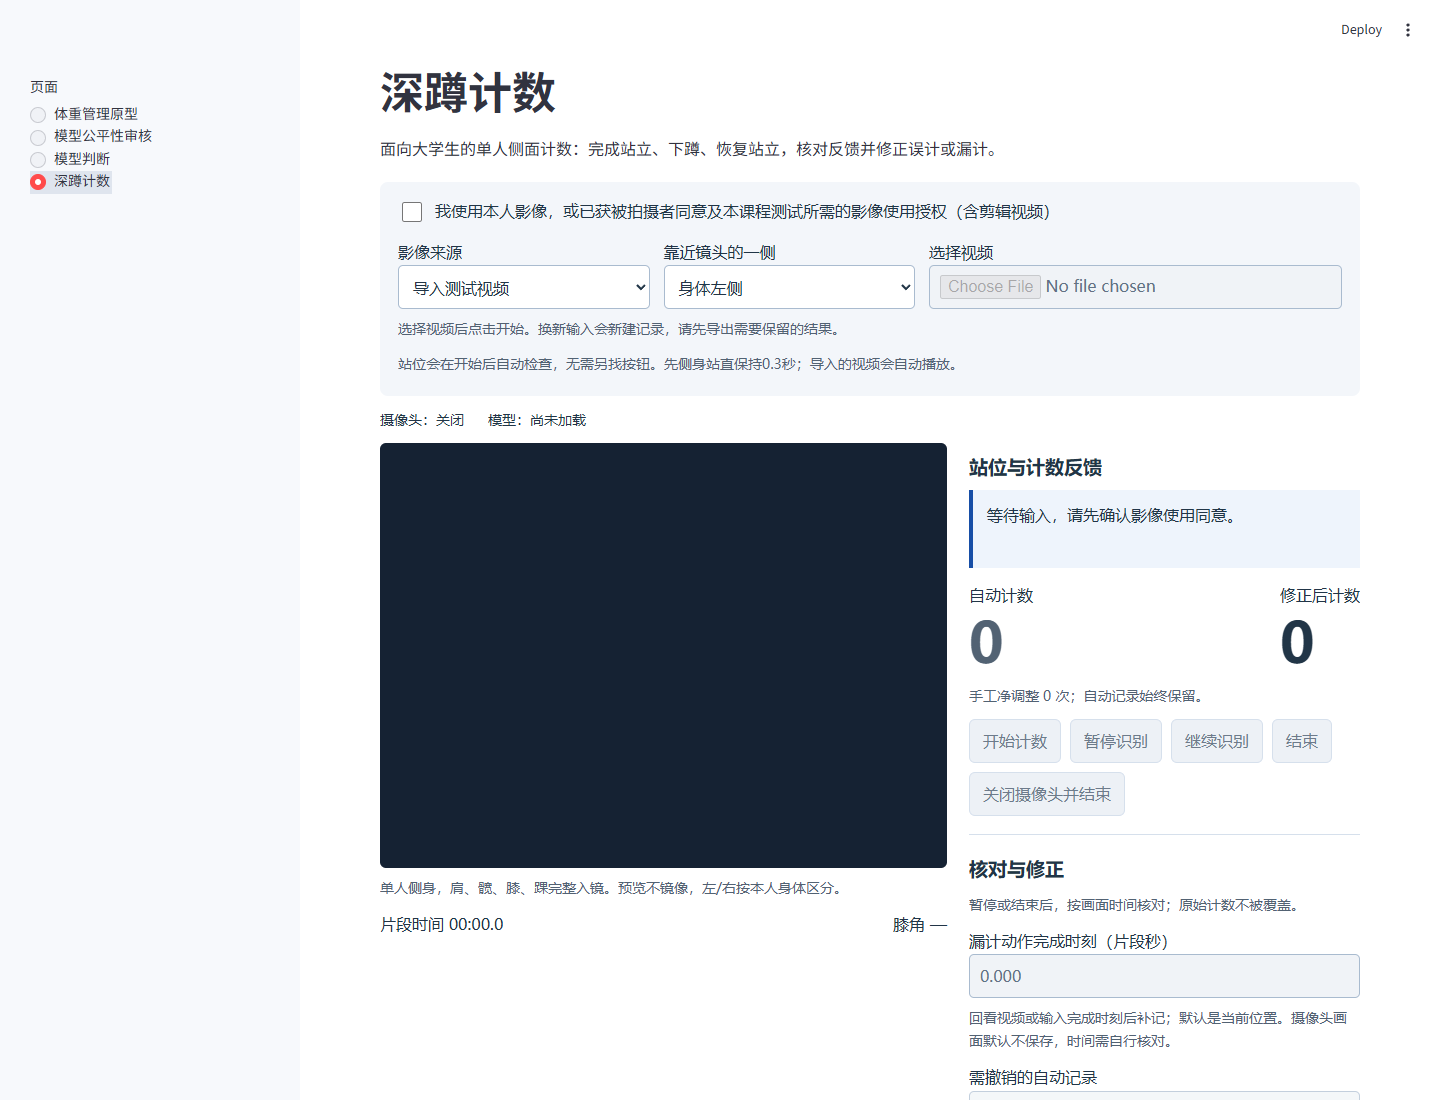 Deploy
页面
体重管理原型
模型公平性审核
模型判断
深蹲计数
深蹲计数
面向大学生的单人侧面计数：完成站立、下蹲、恢复站立，核对反馈并修正误计或漏计。
我使用本人影像，或已获被拍摄者同意及本课程测试所需的影像使用授权（含剪辑视频）
影像来源
导入测试视频
靠近镜头的一侧
身体左侧
选择视频
Choose File No file chosen
选择视频后点击开始。换新输入会新建记录，请先导出需要保留的结果。
站位会在开始后自动检查，无需另找按钮。先侧身站直保持0.3秒；导入的视频会自动播放。
摄像头：关闭 模型：尚未加载
单人侧身，肩、髋、膝、踝完整入镜。预览不镜像，左/右按本人身体区分。
片段时间 00:00.0
膝角 —
站位与计数反馈
等待输入，请先确认影像使用同意。
自动计数
0
修正后计数
0
手工净调整 0 次；自动记录始终保留。
开始计数
暂停识别
继续识别
结束
关闭摄像头并结束
核对与修正
暂停或结束后，按画面时间核对；原始计数不被覆盖。
漏计动作完成时刻（片段秒）
0.000
回看视频或输入完成时刻后补记；默认是当前位置。摄像头画
面默认不保存，时间需自行核对。
需撤销的自动记录